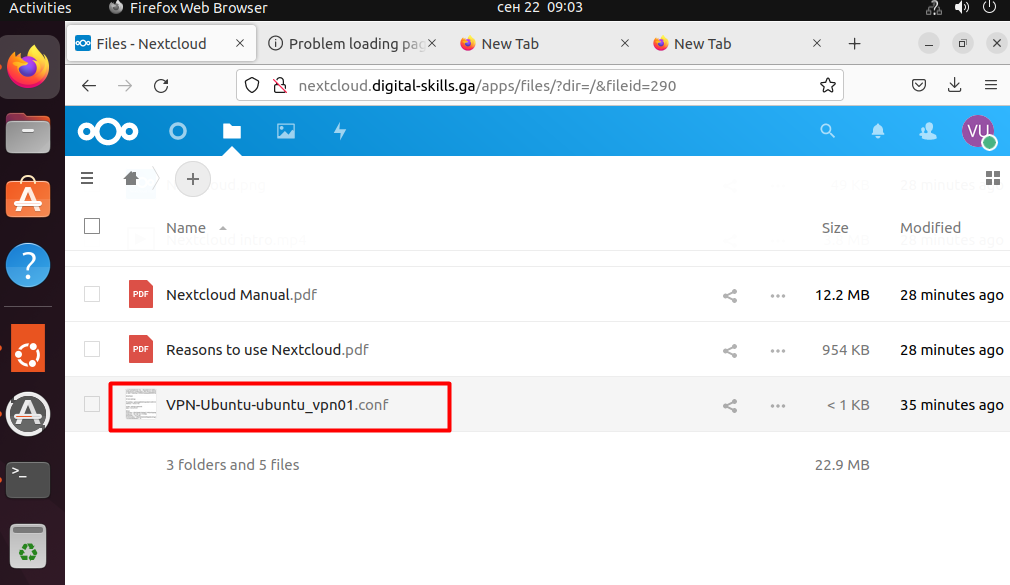 Activities Firefox Web Browser сен 22 09:03
Files - Nextcloud Problem loading pag New Tab New Tab
nextcloud.digital-skills.ga/apps/files/?dir=/&fileid=290
VU
28 minutes ago
Name Size Modified
28 minutes ago
PDF Nextcloud Manual.pdf 12.2 MB 28 minutes ago
PDF Reasons to use Nextcloud.pdf 954 KB 28 minutes ago
VPN-Ubuntu-ubuntu_vpn01.conf < 1 KB 35 minutes ago
3 folders and 5 files 22.9 MB